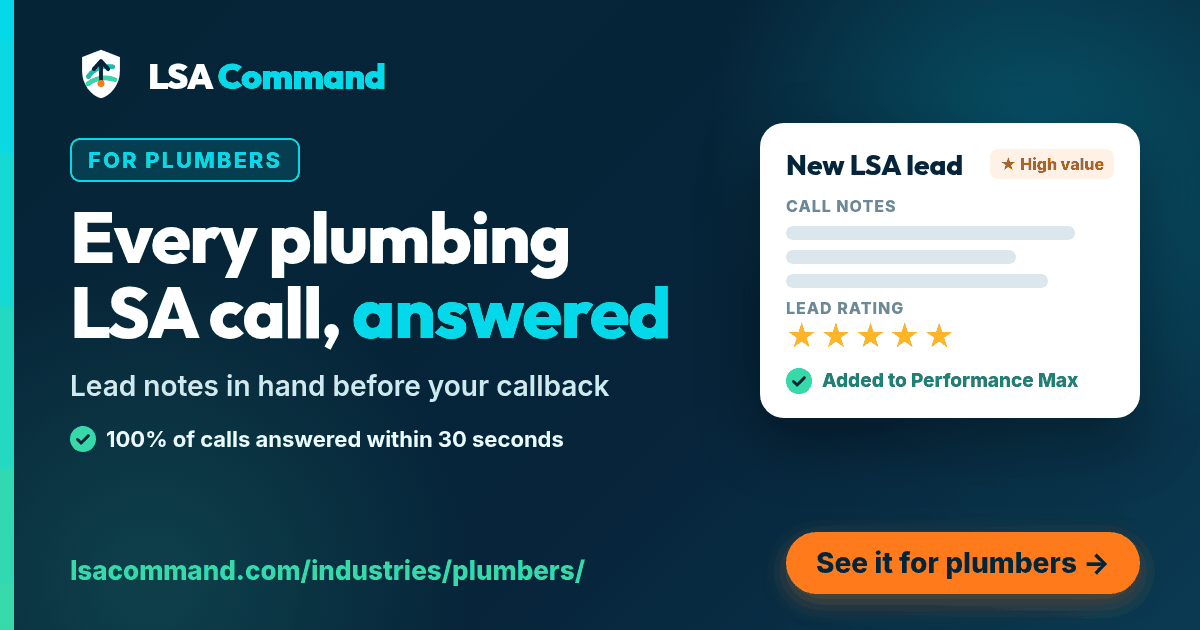 LSA Command
FOR PLUMBERS
Every plumbing
LSA call, answered
Lead notes in hand before your callback
100% of calls answered within 30 seconds
lsacommand.com/industries/plumbers/
New LSA lead
★ High value
CALL NOTES
LEAD RATING
★★★★★
Added to Performance Max
See it for plumbers →